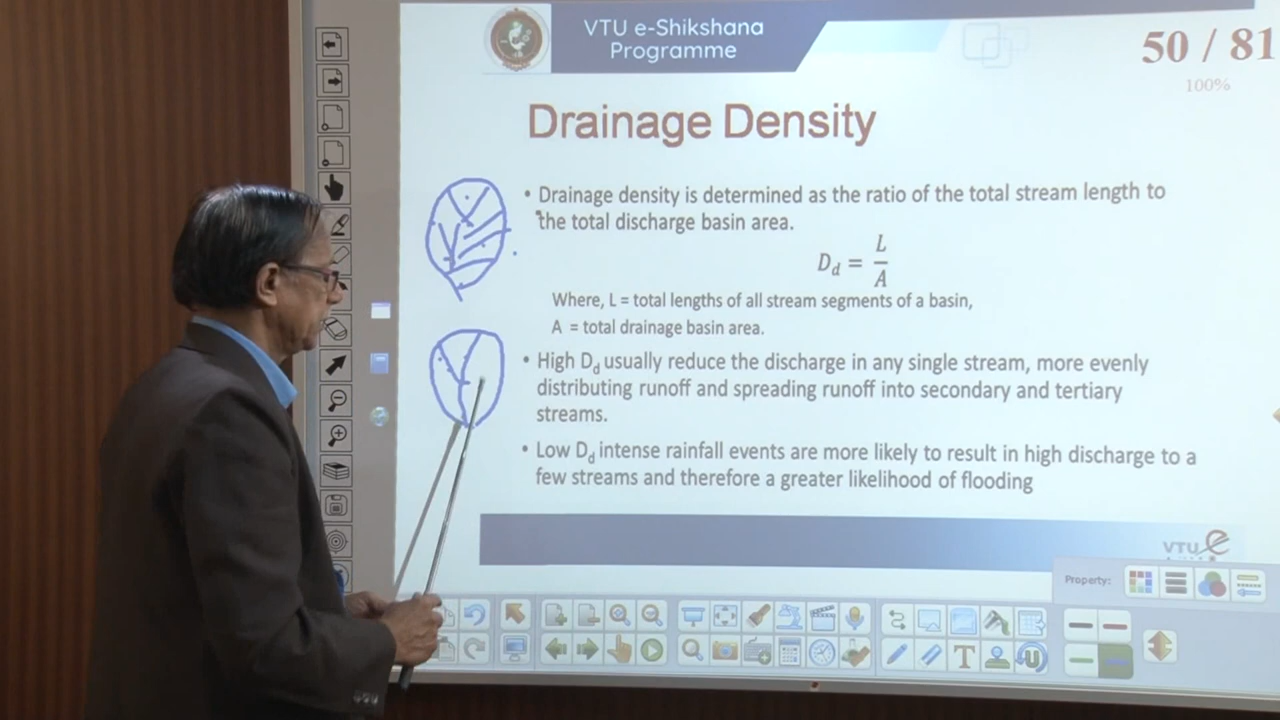 VTU e-Shikshana
Programme
50 / 81
100%
Drainage Density
• Drainage density is determined as the ratio of the total stream length to
the total discharge basin area.
D_d = L/A
Where, L = total lengths of all stream segments of a basin,
A = total drainage basin area.
• High D_d usually reduce the discharge in any single stream, more evenly
distributing runoff and spreading runoff into secondary and tertiary
streams.
• Low D_d intense rainfall events are more likely to result in high discharge to a
few streams and therefore a greater likelihood of flooding
VTU e
Property:
T